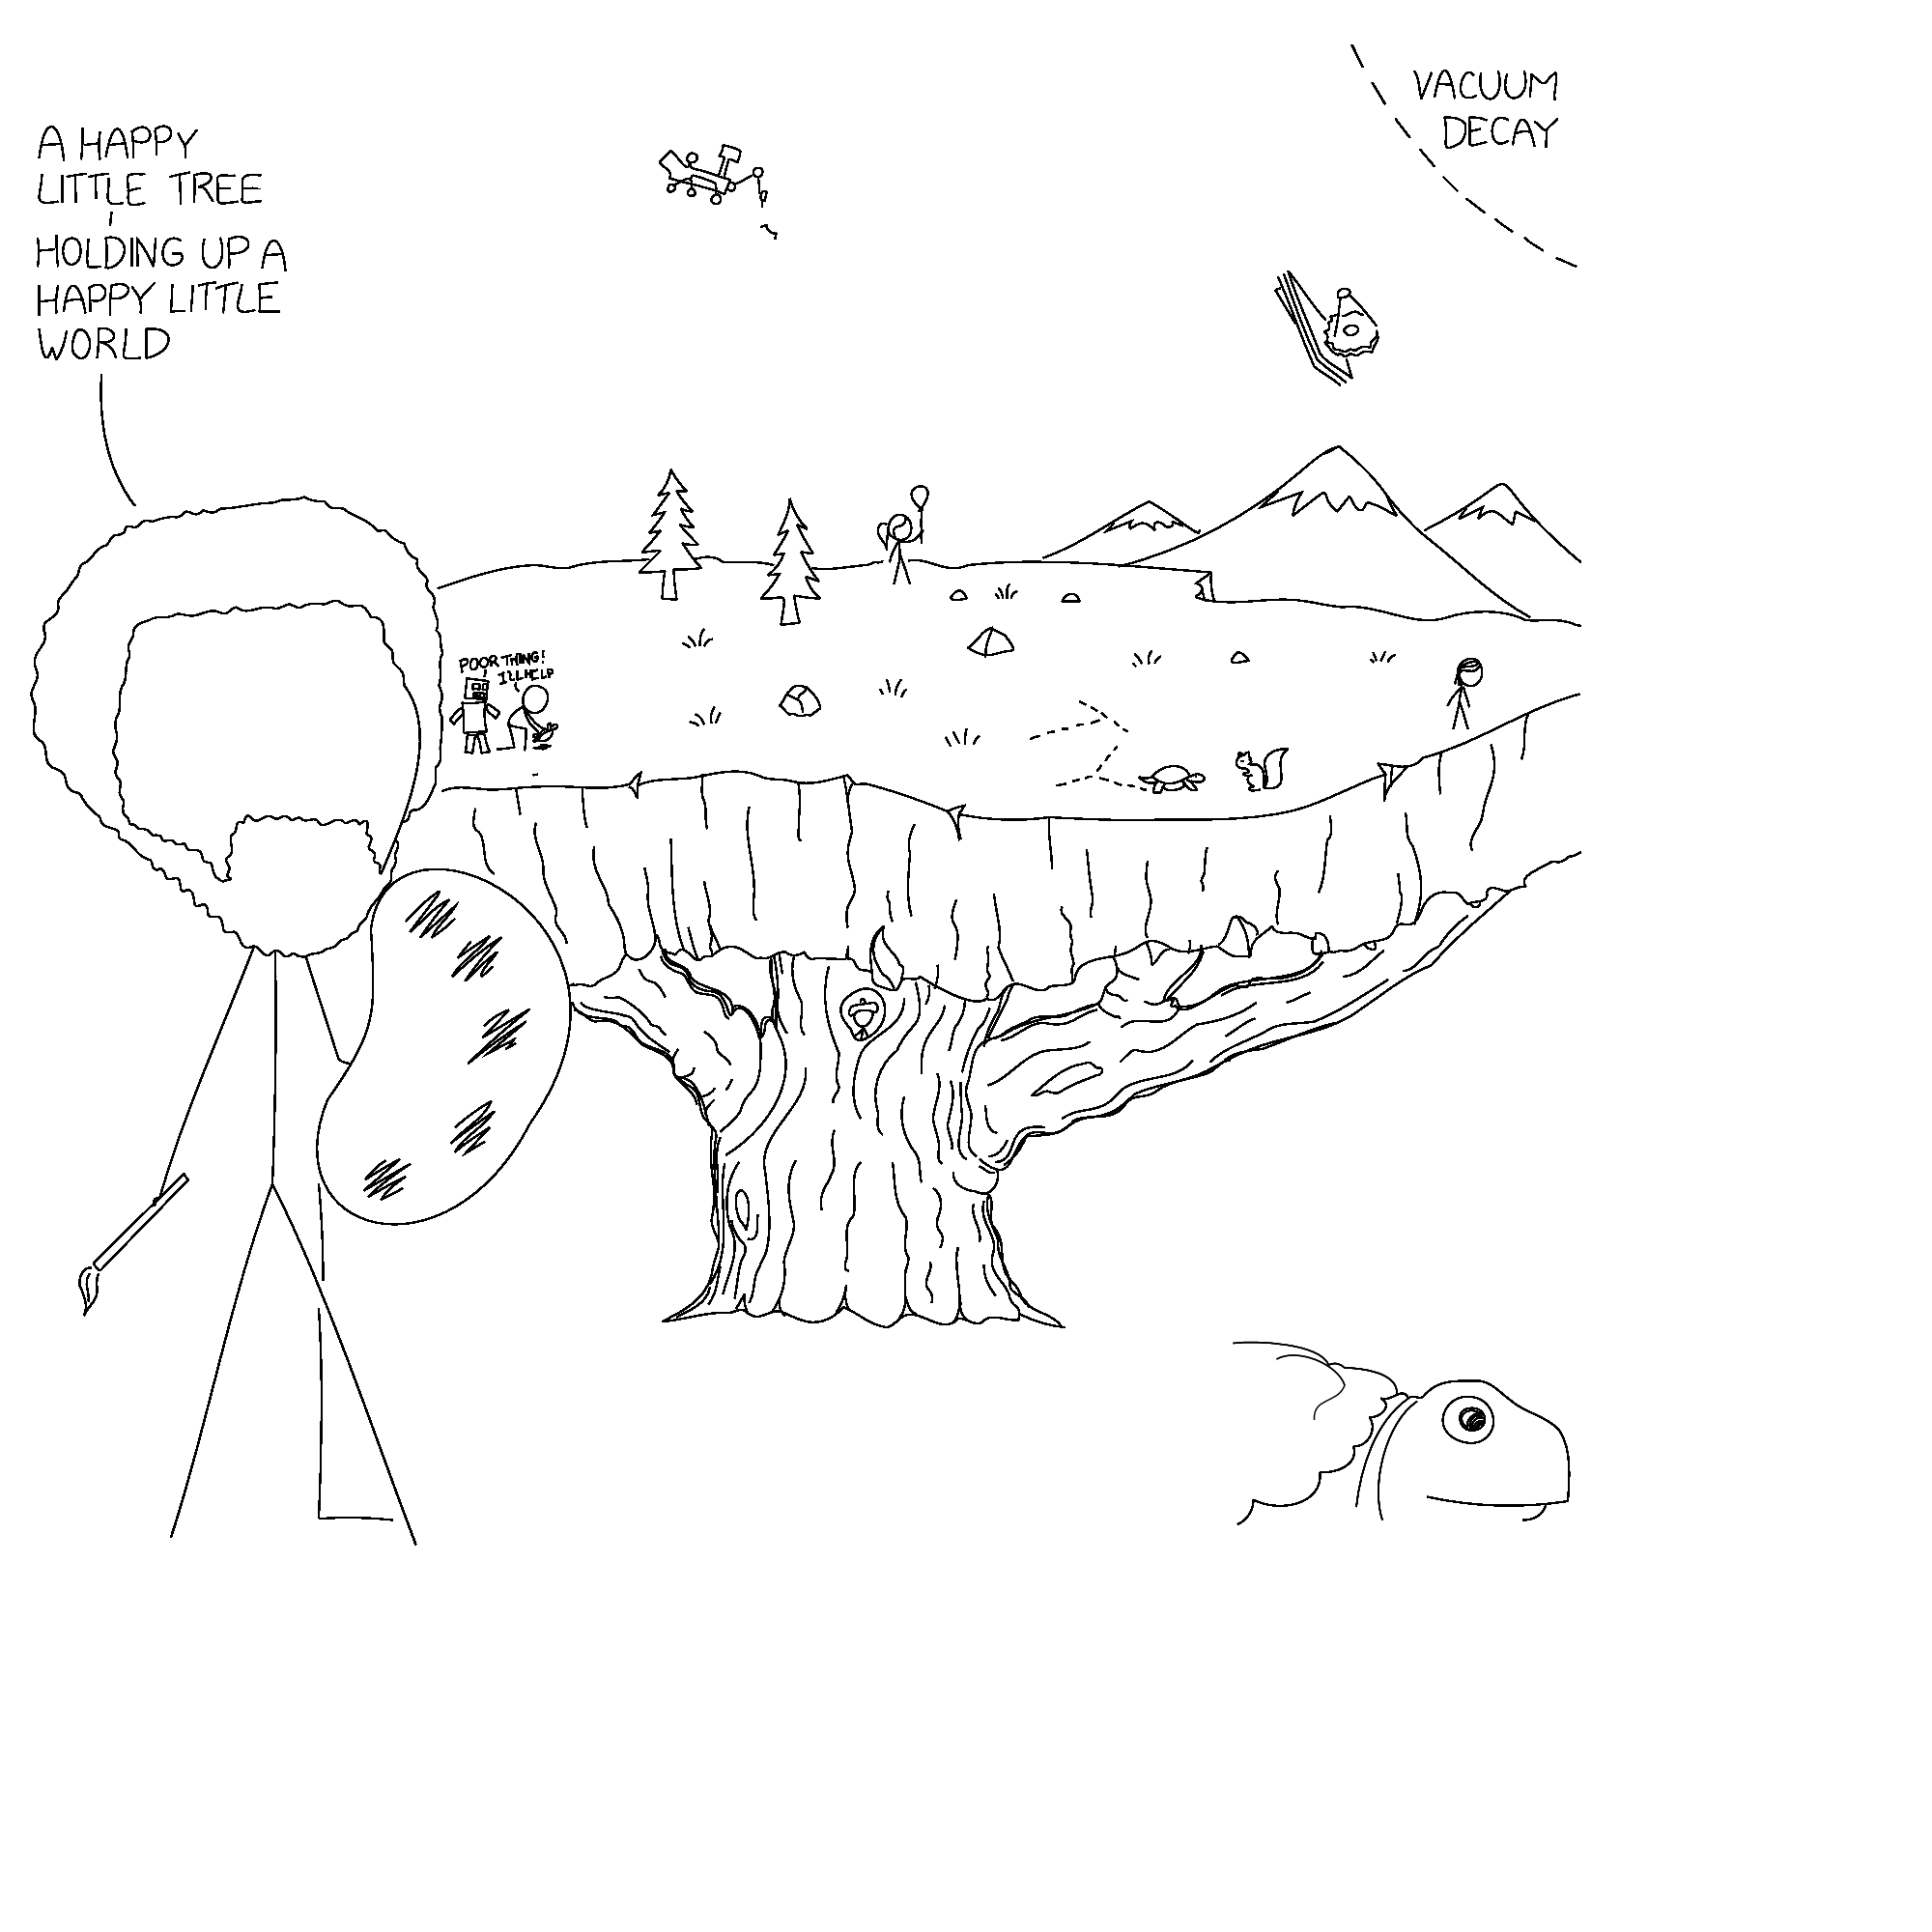 VACUUM
DECAY
A HAPPY
LITTLE TREE
HOLDING UP A
HAPPY LITTLE
WORLD
POOR THING!
I'LL HELP